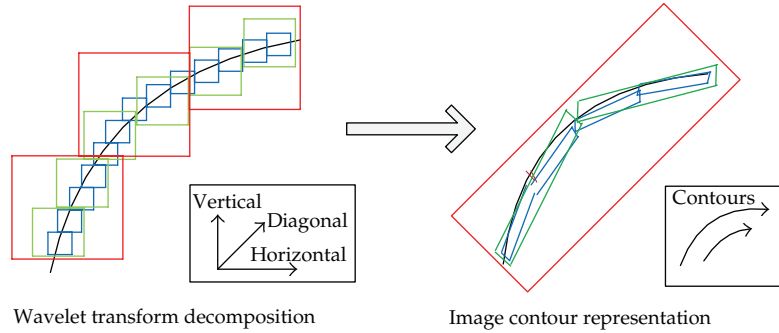 Vertical
Diagonal
Horizontal
Wavelet transform decomposition
Contours
Image contour representation